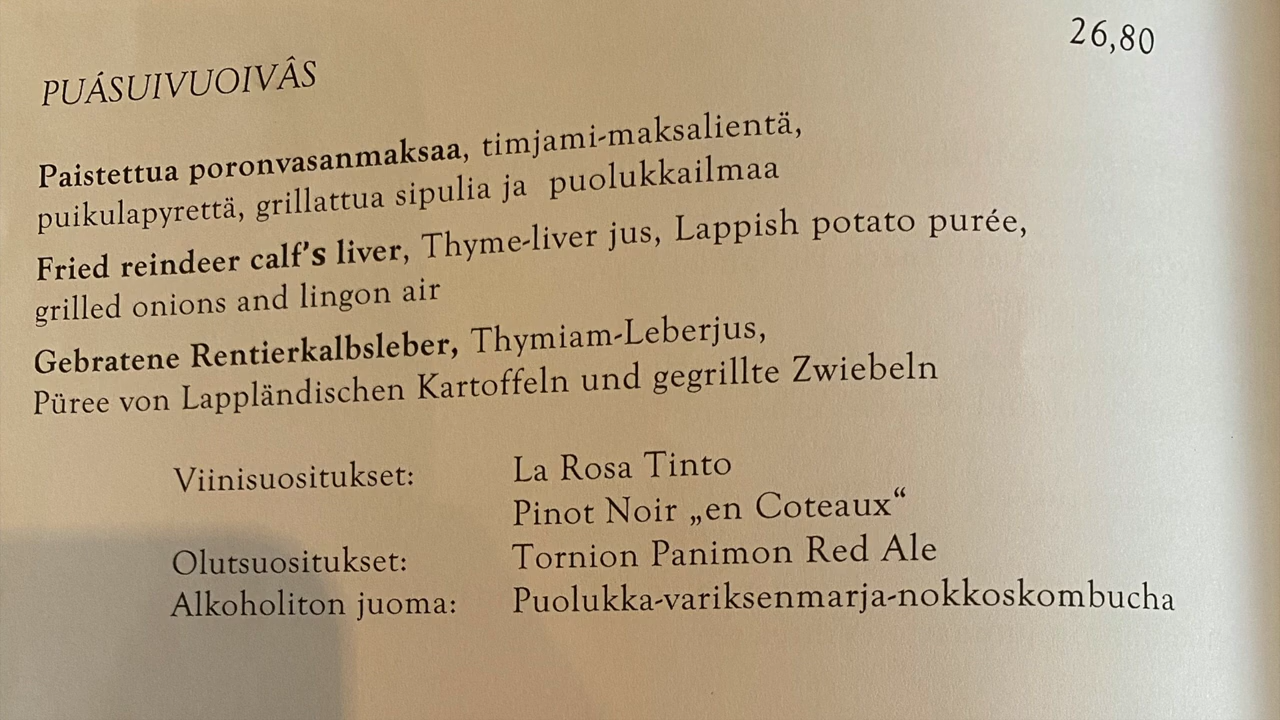 26,80
PUÁSUIVUOIVÂS
Paistettua poronvasanmaksaa, timjami-maksalientä,
puikulapyrettä, grillattua sipulia ja puolukkailmaa
Fried reindeer calf's liver, Thyme-liver jus, Lappish potato purée,
grilled onions and lingon air
Gebratene Rentierkalbsleber, Thymiam-Leberjus,
Püree von Lappländischen Kartoffeln und gegrillte Zwiebeln
Viinisuositukset: La Rosa Tinto
Pinot Noir „en Coteaux“
Olutsuositukset: Tornion Panimon Red Ale
Alkoholiton juoma: Puolukka-variksenmarja-nokkoskombucha